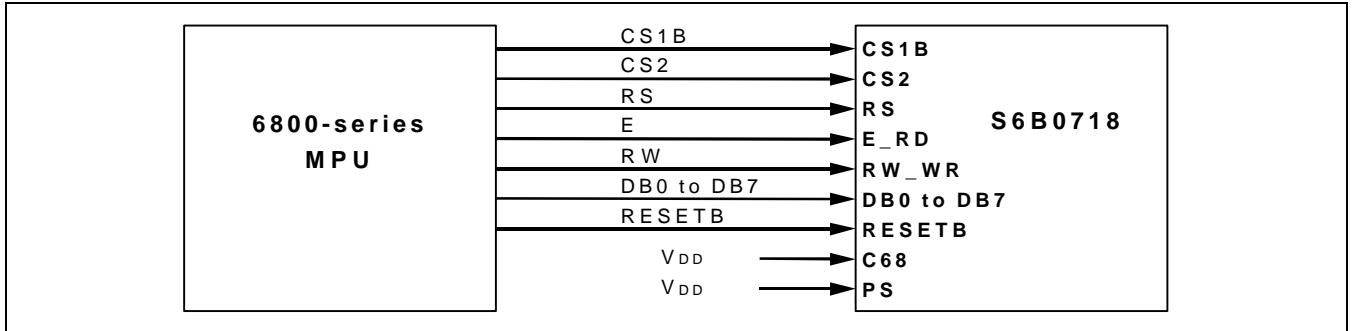 6800-series
MPU
CS1B
CS2
RS
E
RW
DB0 to DB7
RESETB
VDD
VDD
CS1B
CS2
RS
E_RD
RW_WR
DB0 to DB7
RESETB
C68
PS
S6B0718